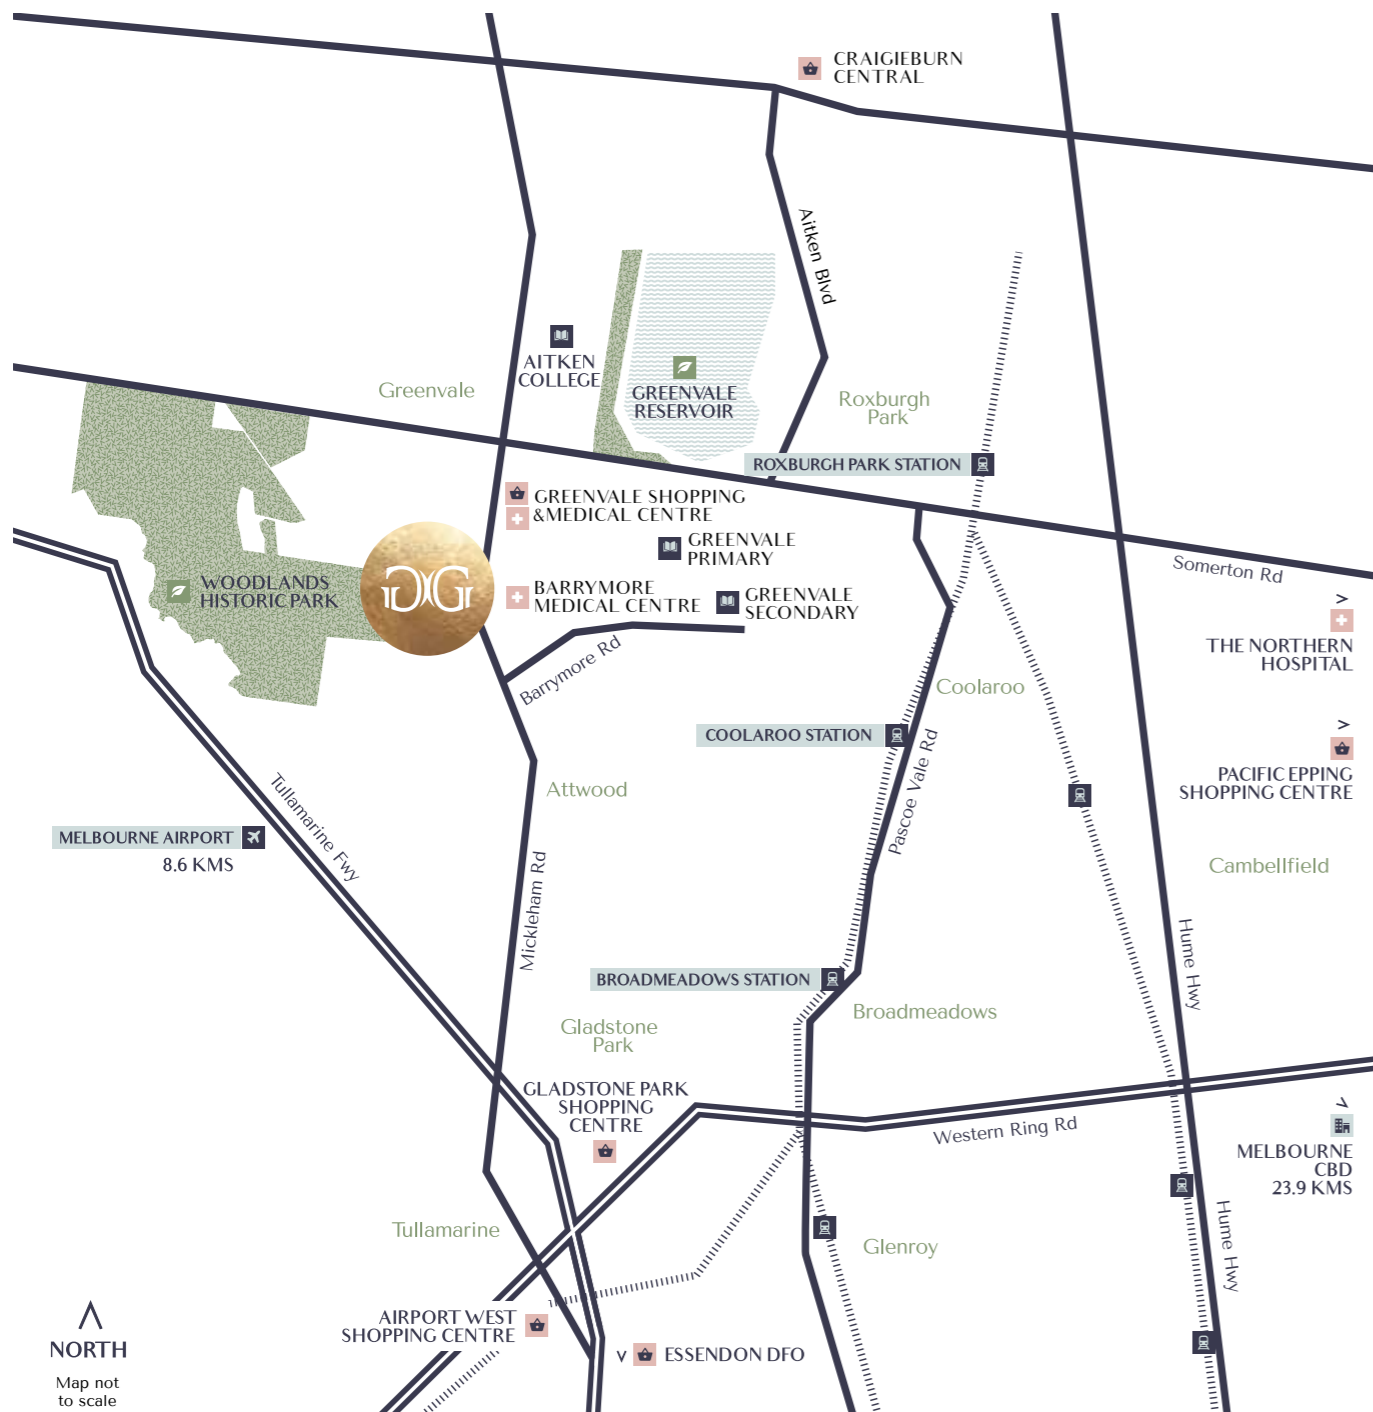 CRAIGIEBURN
CENTRAL
Aitken Blvd
AITKEN
COLLEGE
Greenvale
GREENVALE
RESERVOIR
Roxburgh
Park
ROXBURGH PARK STATION
GREENVALE SHOPPING
&MEDICAL CENTRE
GREENVALE
PRIMARY
Somerton Rd
WOODLANDS
HISTORIC PARK
GG
BARRYMORE
MEDICAL CENTRE
GREENVALE
SECONDARY
Barrymore Rd
THE NORTHERN
HOSPITAL
Coolaroo
COOLAROO STATION
Pascoe Vale Rd
PACIFIC EPPING
SHOPPING CENTRE
Attwood
Tullamarine Fwy
MELBOURNE AIRPORT
8.6 KMS
Mickleham Rd
Cambellfield
Hume Hwy
BROADMEADOWS STATION
Broadmeadows
Gladstone
Park
GLADSTONE PARK
SHOPPING
CENTRE
Western Ring Rd
MELBOURNE
CBD
23.9 KMS
Hume Hwy
Tullamarine
Glenroy
AIRPORT WEST
SHOPPING CENTRE
ESSENDON DFO
NORTH
Map not
to scale